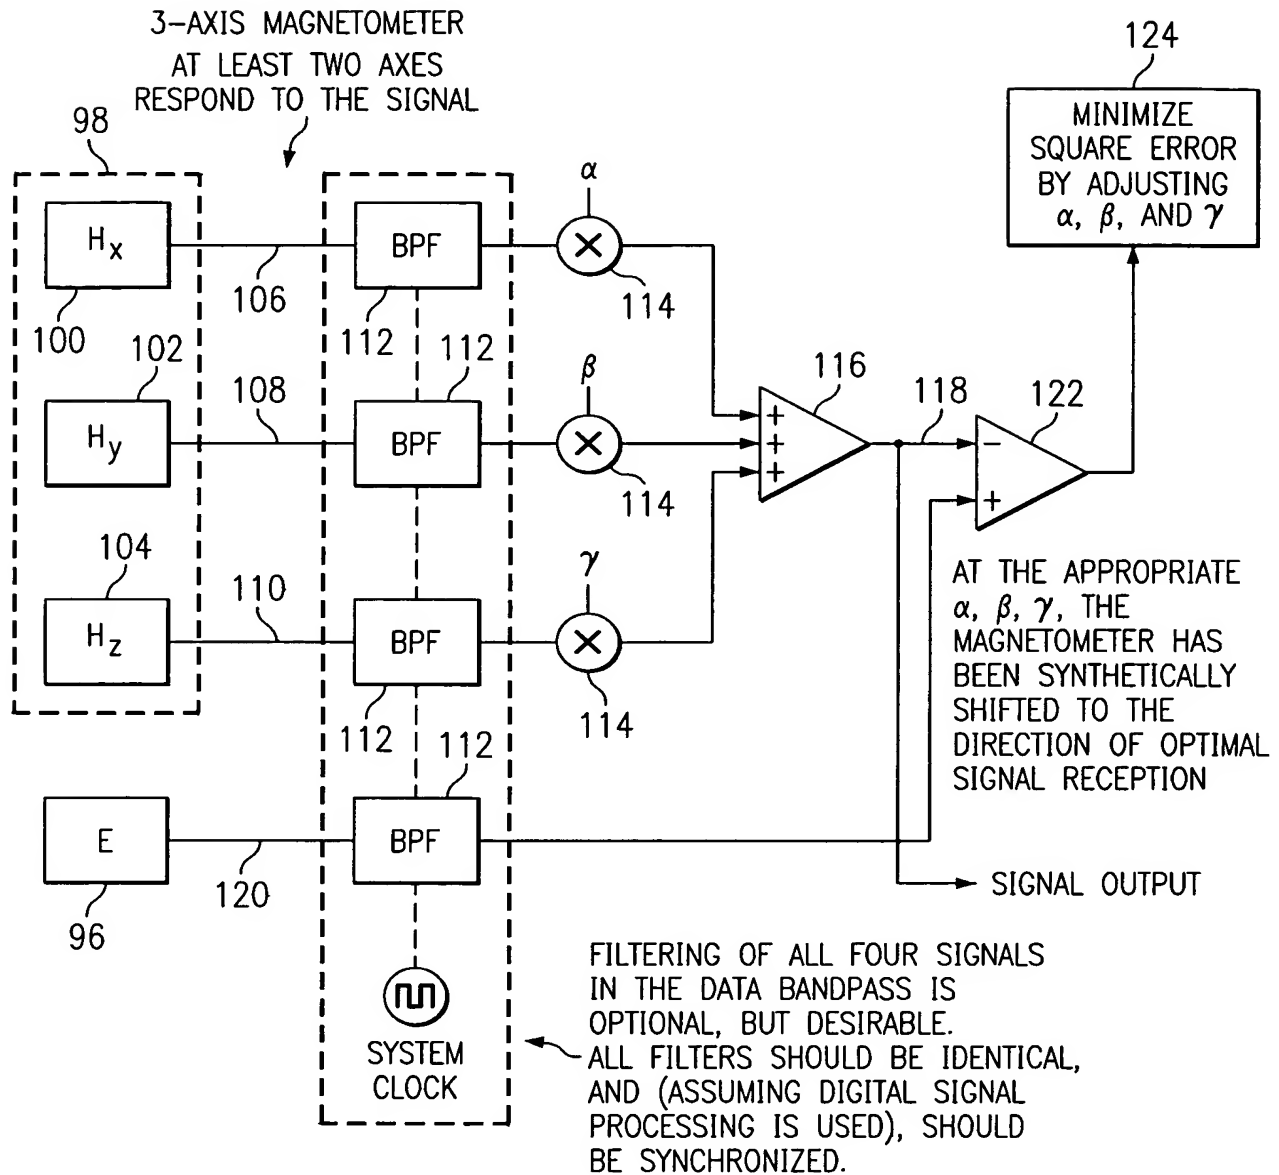 3-AXIS MAGNETOMETER
AT LEAST TWO AXES
RESPOND TO THE SIGNAL
98
124
MINIMIZE
SQUARE ERROR
BY ADJUSTING
α, β, AND γ
Hx
100
106
BPF
112
α
114
102
Hy
108
112
BPF
β
114
+
+
+
116
118
122
−
+
104
Hz
110
BPF
112
γ
114
AT THE APPROPRIATE
α, β, γ, THE
MAGNETOMETER HAS
BEEN SYNTHETICALLY
SHIFTED TO THE
DIRECTION OF OPTIMAL
SIGNAL RECEPTION
112
E
96
120
BPF
SIGNAL OUTPUT
SYSTEM
CLOCK
FILTERING OF ALL FOUR SIGNALS
IN THE DATA BANDPASS IS
OPTIONAL, BUT DESIRABLE.
ALL FILTERS SHOULD BE IDENTICAL,
AND (ASSUMING DIGITAL SIGNAL
PROCESSING IS USED), SHOULD
BE SYNCHRONIZED.